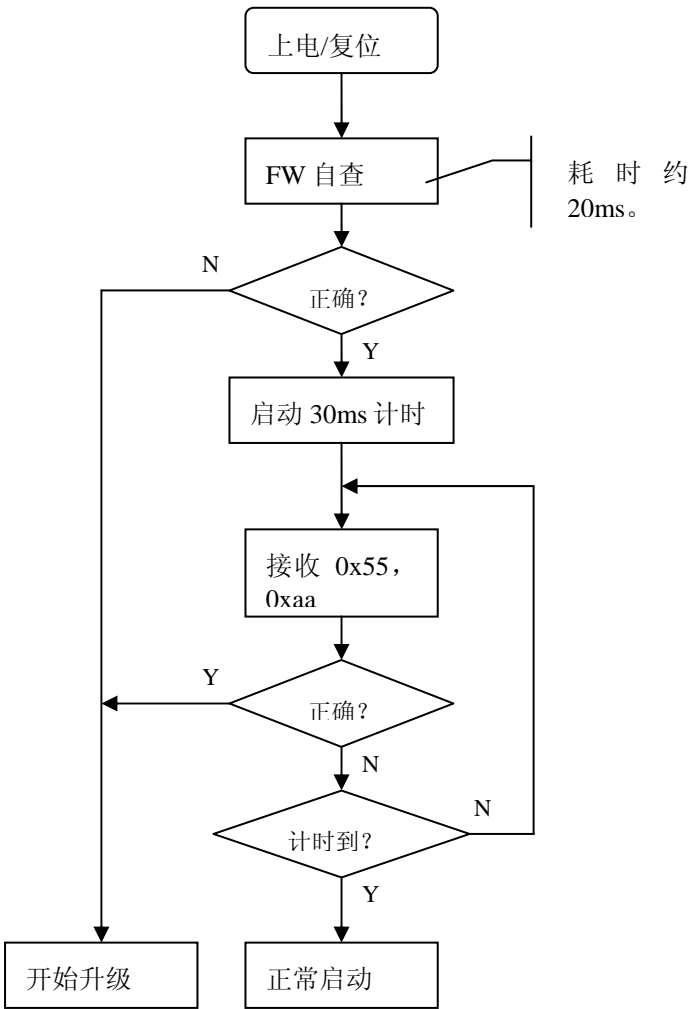 上电/复位
FW 自查
耗 时 约
20ms。
N
正确？
Y
启动 30ms 计时
接收 0x55，
0xaa
Y
正确？
N
计时到？
N
Y
开始升级
正常启动